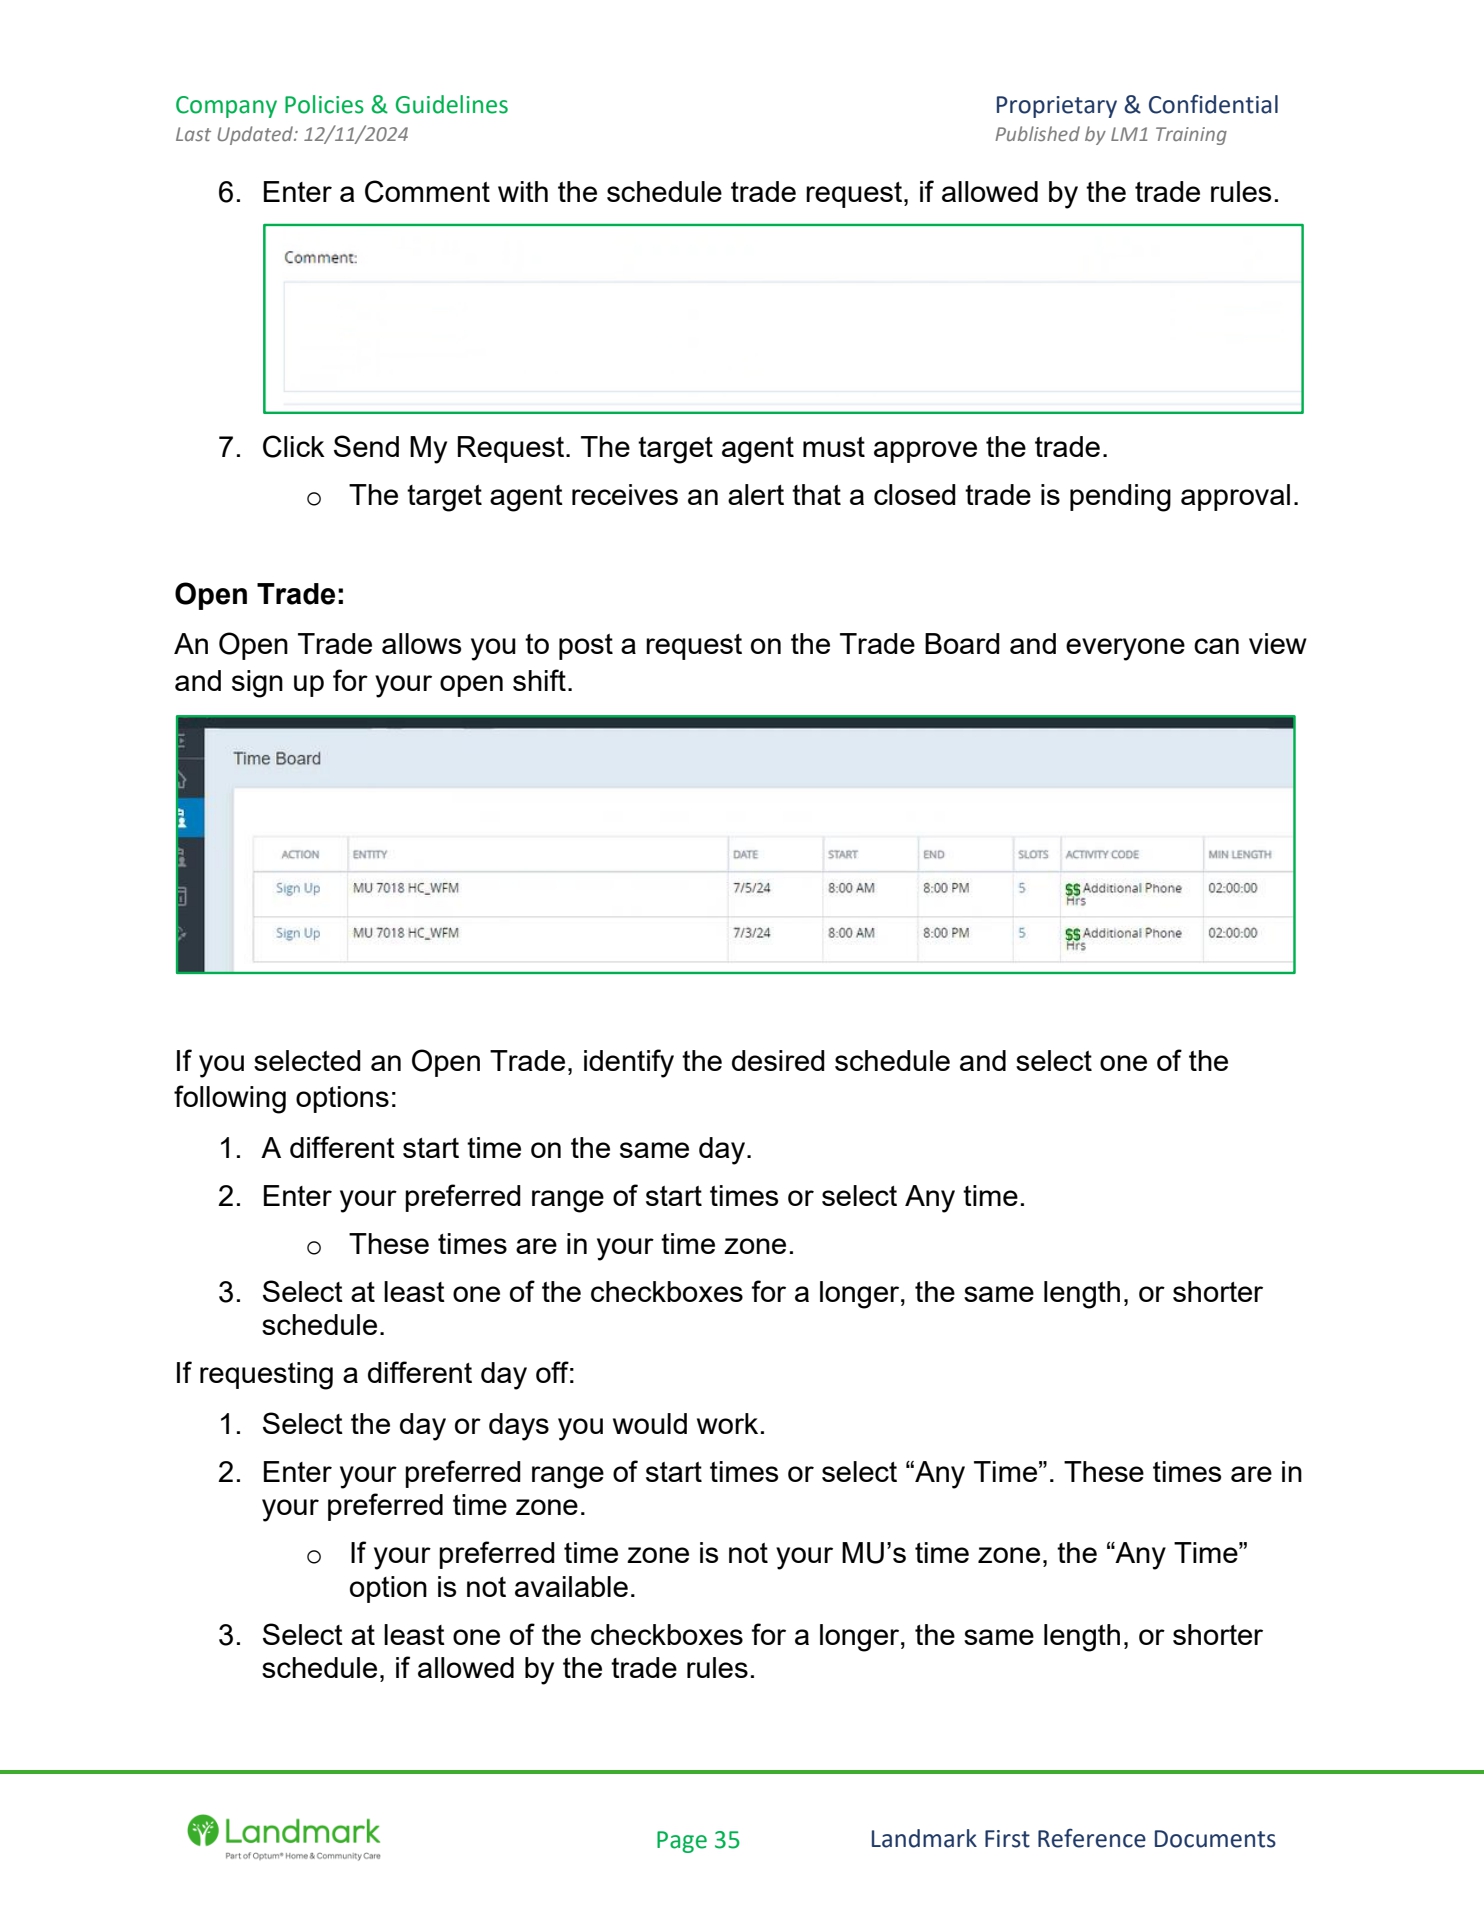 Company Policies & Guidelines
Proprietary & Confidential
Last Updated: 12/11/2024
Published by LM1 Training
6. Enter a Comment with the schedule trade request, if allowed by the trade rules.
Comment:
7. Click Send My Request. The target agent must approve the trade.
o The target agent receives an alert that a closed trade is pending approval.
Open Trade:
An Open Trade allows you to post a request on the Trade Board and everyone can view
and sign up for your open shift.
Time Board
ACTION ENTITY DATE START END SLOTS ACTIVITY CODE MIN LENGTH
Sign Up MU 7018 HC_WFM 7/5/24 8:00 AM 8:00 PM 5 $$ Additional Phone 02:00:00
Hrs
Sign Up MU 7018 HC_WFM 7/3/24 8:00 AM 8:00 PM 5 $$ Additional Phone 02:00:00
Hrs
If you selected an Open Trade, identify the desired schedule and select one of the
following options:
1. A different start time on the same day.
2. Enter your preferred range of start times or select Any time.
o These times are in your time zone.
3. Select at least one of the checkboxes for a longer, the same length, or shorter
schedule.
If requesting a different day off:
1. Select the day or days you would work.
2. Enter your preferred range of start times or select “Any Time”. These times are in
your preferred time zone.
o If your preferred time zone is not your MU’s time zone, the “Any Time”
option is not available.
3. Select at least one of the checkboxes for a longer, the same length, or shorter
schedule, if allowed by the trade rules.
Landmark
Part of Optum® Home & Community Care
Page 35
Landmark First Reference Documents